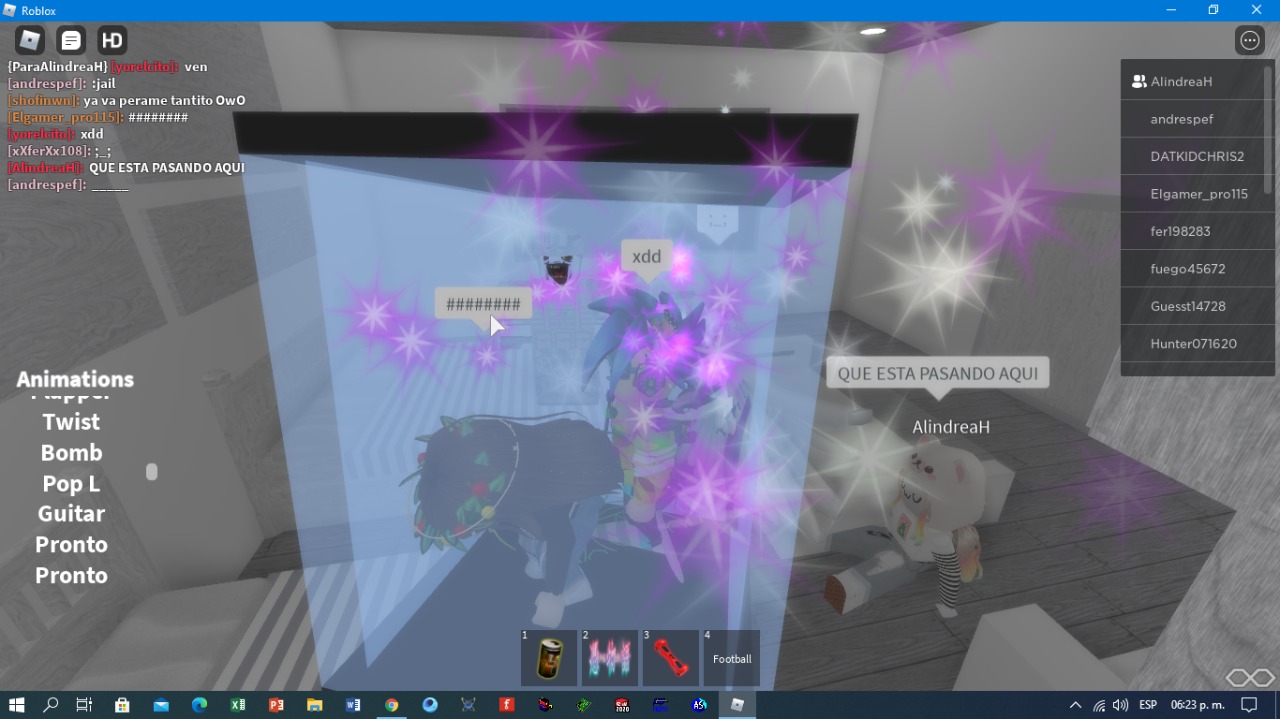 Roblox
HD
{ParaAlindreaH} [yorelcito]: ven
[andrespef]: :jail
[shofinwn]: ya va perame tantito OwO
[Elgamer_pro115]: ########
[yorelcito]: xdd
[xXferXx108]: ;_;
[AlindreaH]: QUE ESTA PASANDO AQUI
[andrespef]: _____
AlindreaH
andrespef
DATKIDCHRIS2
Elgamer_pro115
fer198283
fuego45672
Guesst14728
Hunter071620
xdd
########
QUE ESTA PASANDO AQUI
AlindreaH
Animations
Twist
Bomb
Pop L
Guitar
Pronto
Pronto
1
2
3
4
Football
ESP
06:23 p. m.